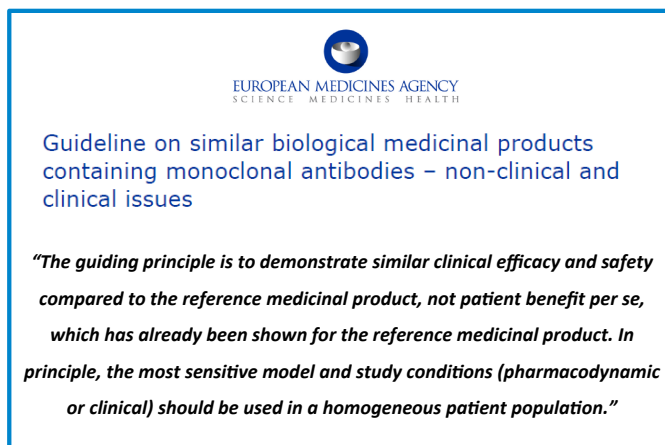 EUROPEAN MEDICINES AGENCY
SCIENCE MEDICINES HEALTH
Guideline on similar biological medicinal products
containing monoclonal antibodies – non-clinical and
clinical issues
“The guiding principle is to demonstrate similar clinical efficacy and safety
compared to the reference medicinal product, not patient benefit per se,
which has already been shown for the reference medicinal product. In
principle, the most sensitive model and study conditions (pharmacodynamic
or clinical) should be used in a homogeneous patient population.”